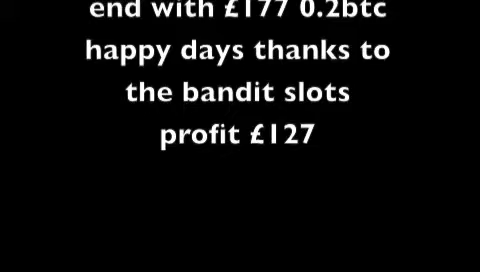 end with £177 0.2btc
happy days thanks to
the bandit slots
profit £127